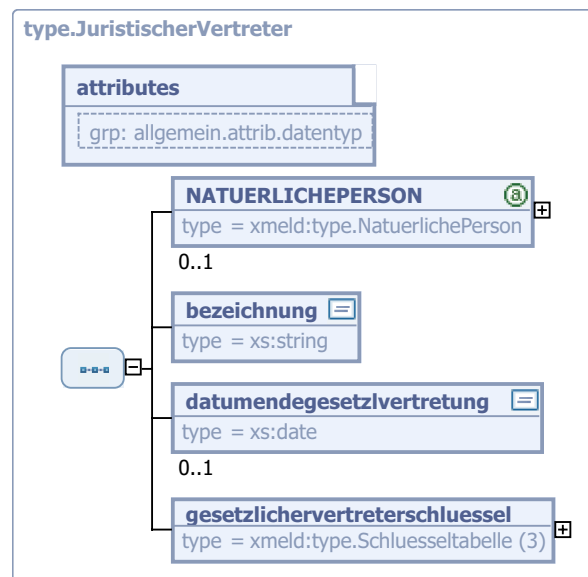 type.JuristischerVertreter
attributes
grp: allgemein.attrib.datentyp
NATUERLICHEPERSON
type = xmeld:type.NatuerlichePerson
0..1
bezeichnung
type = xs:string
datumendegesetzlvertretung
type = xs:date
0..1
gesetzlichervertreterschluessel
type = xmeld:type.Schluesseltabelle (3)